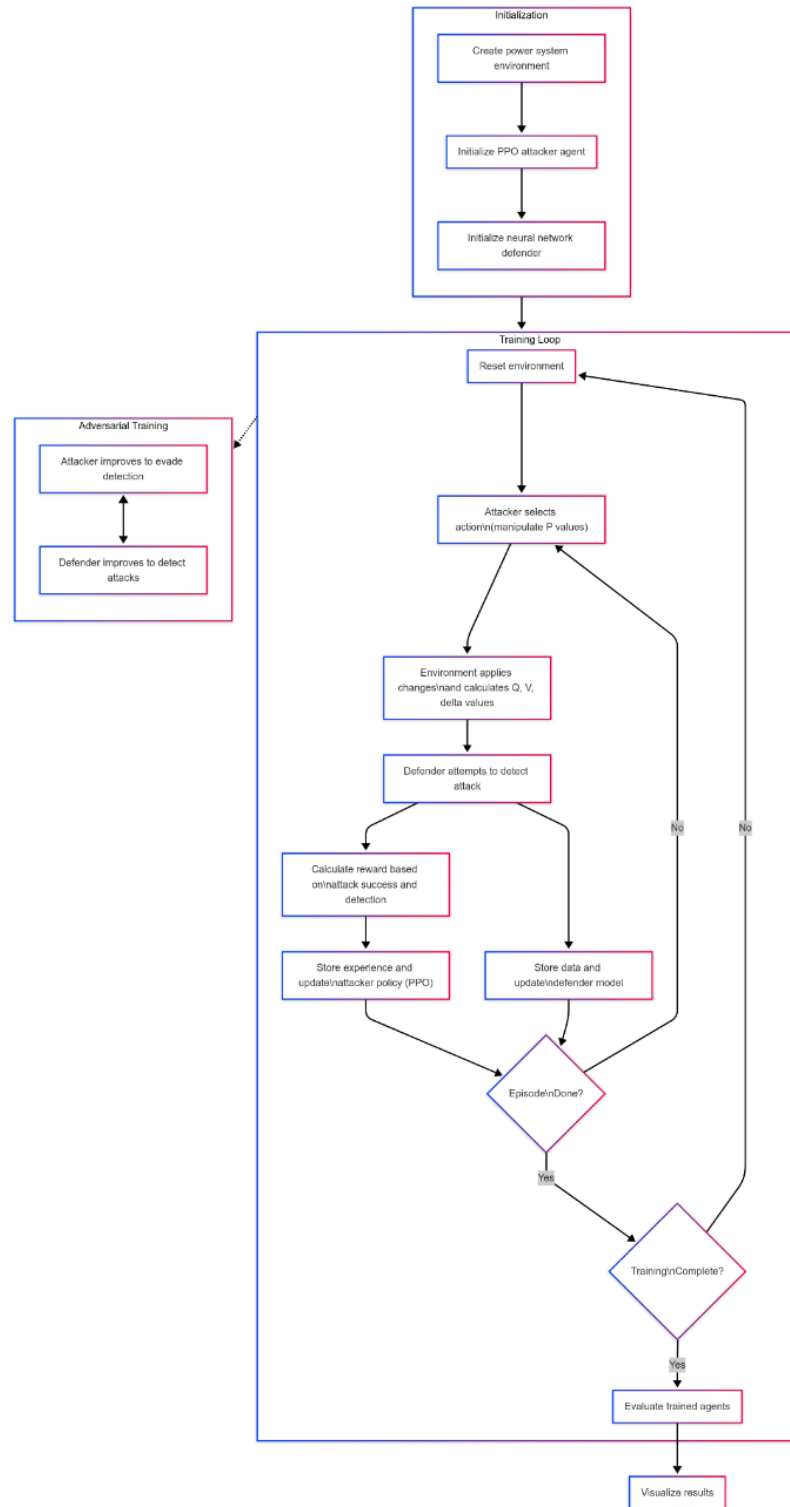 Initialization
Create power system
environment
Initialize PPO attacker agent
Initialize neural network
defender
Training Loop
Reset environment
Adversarial Training
Attacker improves to evade
detection
Defender improves to detect
attacks
Attacker selects
action\n(manipulate P values)
Environment applies
changes\nand calculates Q, V,
delta values
Defender attempts to detect
attack
No
No
Calculate reward based
on\nattack success and
detection
Store experience and
update\nattacker policy (PPO)
Store data and
update\ndefender model
Episode\nDone?
Yes
Training\nComplete?
Yes
Evaluate trained agents
Visualize results